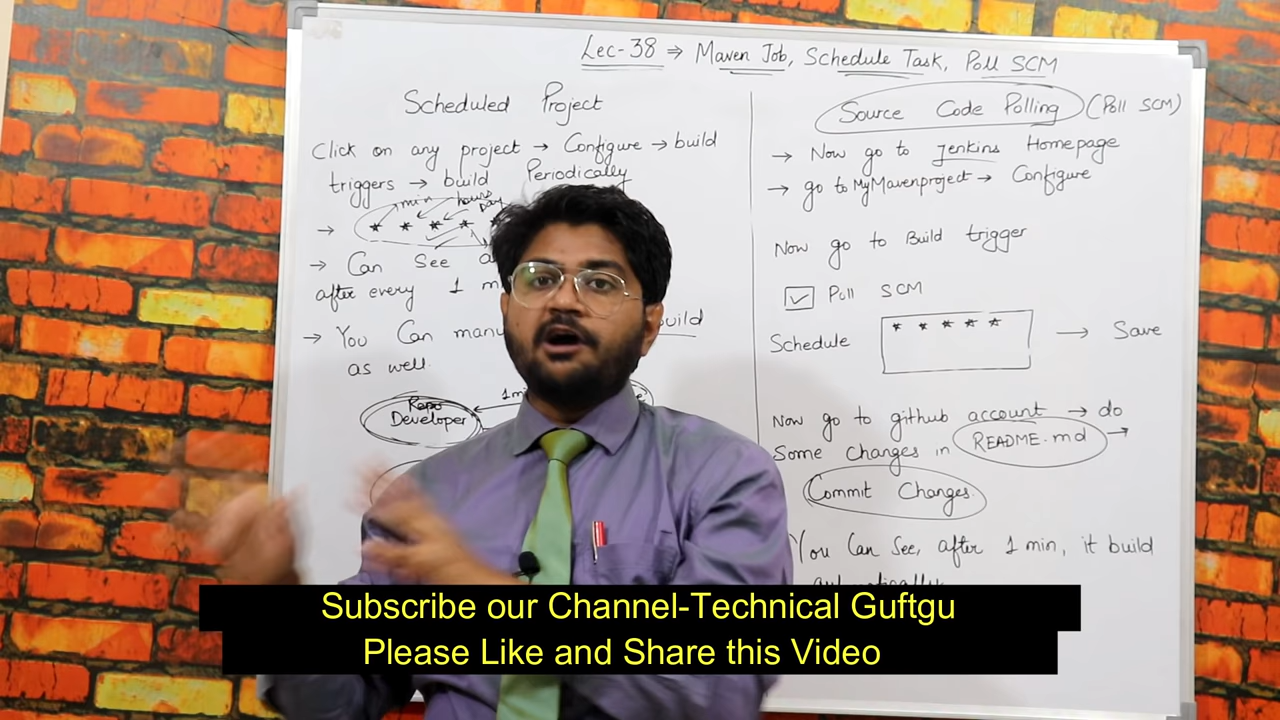 Lec-38 → Maven Job, Schedule Task, Poll SCM
Scheduled Project
Click on any project → Configure → build
triggers → build Periodically
min hours
Day
→ * * * * *
→ Can See
after every 1 m
→ You Can manu build
as well.
1 min
Repo
Developer
Source Code Polling (Poll SCM)
→ Now go to Jenkins Homepage
→ go to MyMavenproject → Configure
Now go to Build trigger
Poll SCM
Schedule * * * * * → Save
Now go to github account → do
Some changes in README.md →
Commit Changes.
You Can See, after 1 min, it build
automatically
Subscribe our Channel-Technical Guftgu
Please Like and Share this Video